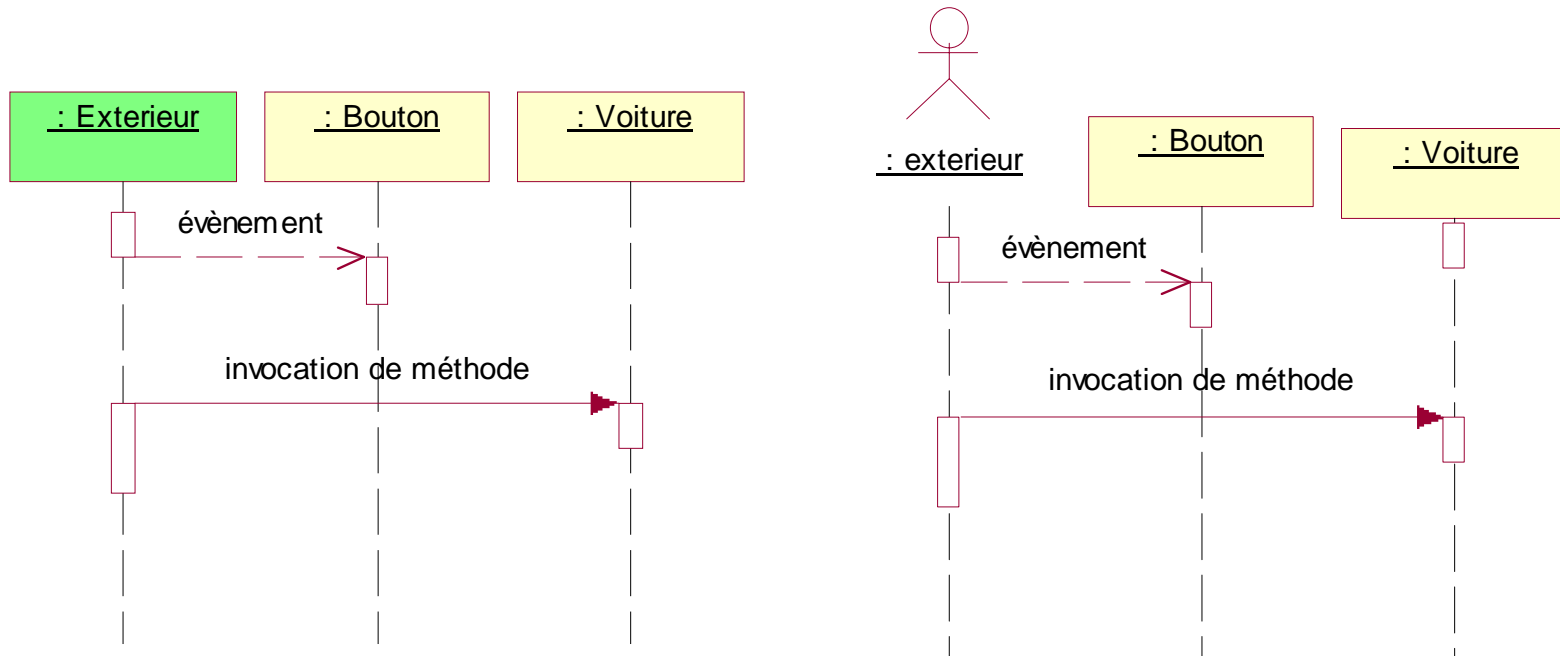 : Exterieur
: Bouton
: Voiture
évènement
invocation de méthode
: exterieur
: Bouton
: Voiture
évènement
invocation de méthode